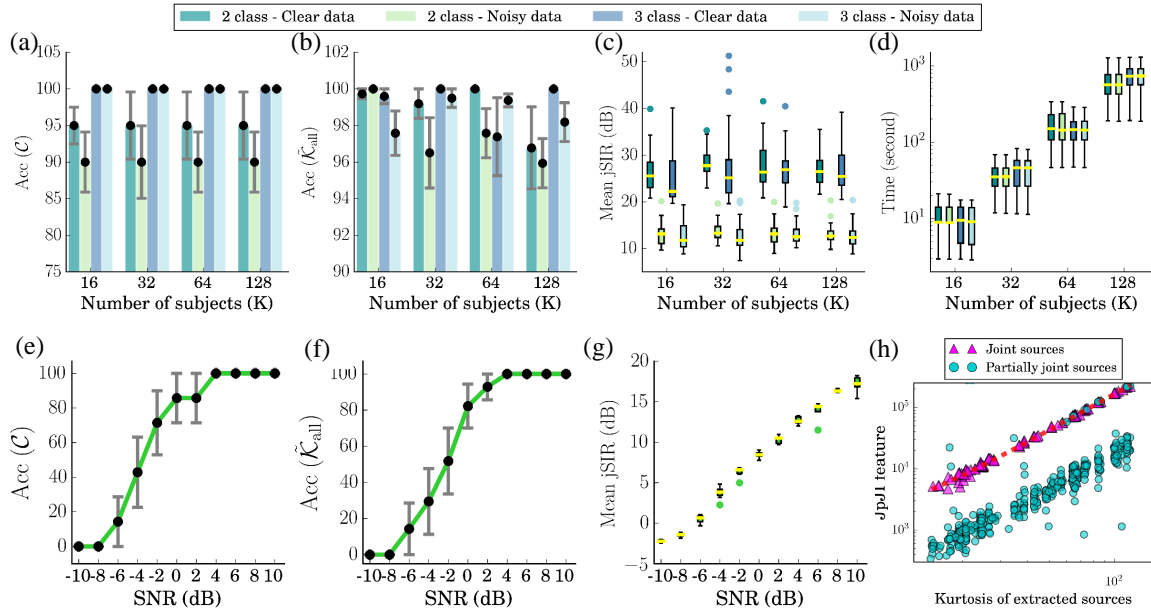 2 class - Clear data 2 class - Noisy data 3 class - Clear data 3 class - Noisy data
(a) (b) (c) (d)
Acc (𝒞)
105
100
95
90
85
80
75
16 32 64 128
Number of subjects (K)
Acc (𝒦̃all)
102
100
98
96
94
92
90
16 32 64 128
Number of subjects (K)
Mean jSIR (dB)
50
40
30
20
10
16 32 64 128
Number of subjects (K)
Time (second)
10³
10²
10¹
16 32 64 128
Number of subjects (K)
(e) (f) (g) (h)
Acc (𝒞)
100
80
60
40
20
0
-10 -8 -6 -4 -2 0 2 4 6 8 10
SNR (dB)
Acc (𝒦̃all)
100
80
60
40
20
0
-10 -8 -6 -4 -2 0 2 4 6 8 10
SNR (dB)
Mean jSIR (dB)
20
15
10
5
0
−5
-10 -8 -6 -4 -2 0 2 4 6 8 10
SNR (dB)
Joint sources
Partially joint sources
JpJI feature
10⁵
10⁴
10³
10²
Kurtosis of extracted sources